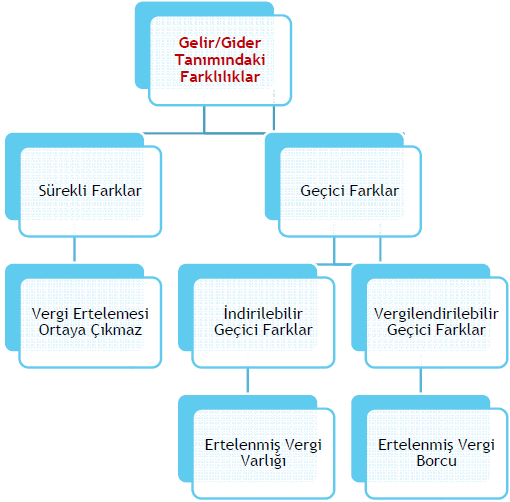 Gelir/Gider
Tanımındaki
Farklılıklar
Sürekli Farklar
Geçici Farklar
Vergi Ertelemesi
Ortaya Çıkmaz
İndirilebilir
Geçici Farklar
Vergilendirilebilir
Geçici Farklar
Ertelenmiş Vergi
Varlığı
Ertelenmiş Vergi
Borcu